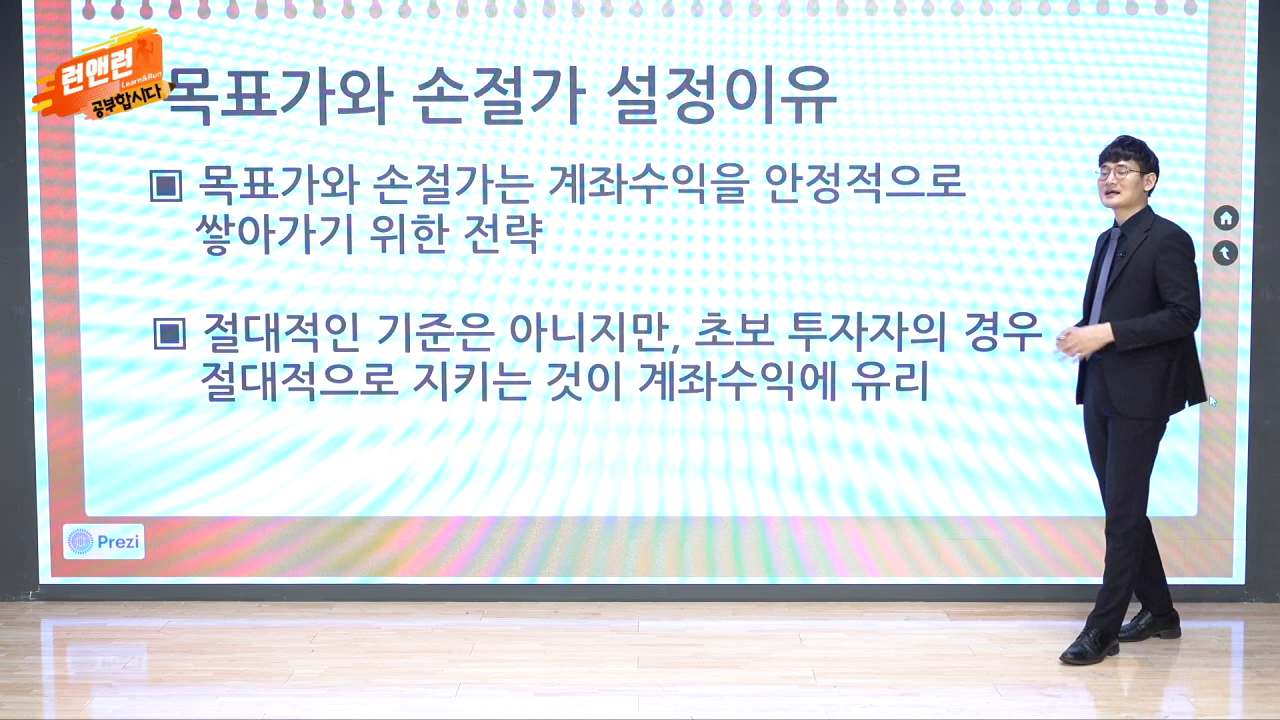 런앤런
Learn&Run
공부합시다
목표가와 손절가 설정이유
▣ 목표가와 손절가는 계좌수익을 안정적으로
쌓아가기 위한 전략
▣ 절대적인 기준은 아니지만, 초보 투자자의 경우
절대적으로 지키는 것이 계좌수익에 유리
Prezi